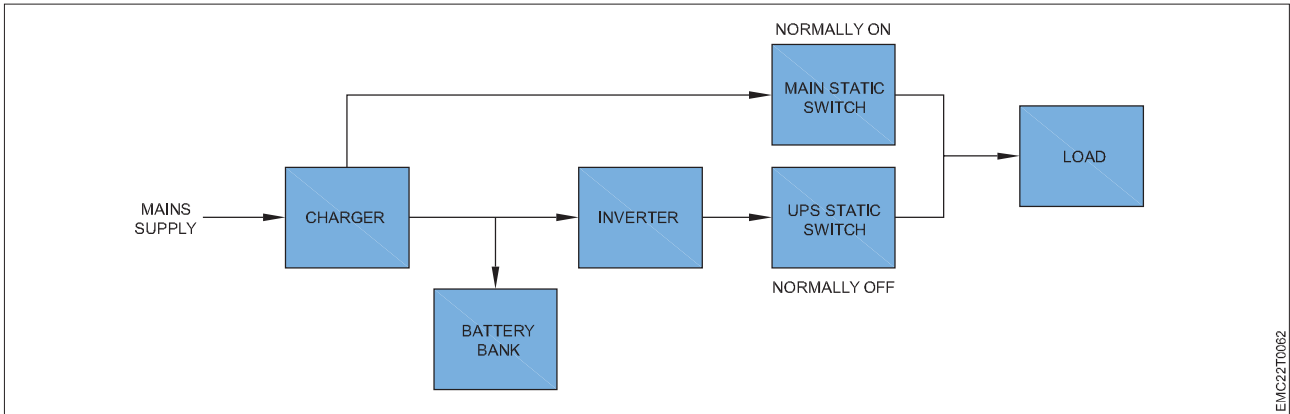 NORMALLY ON
MAIN STATIC
SWITCH
LOAD
MAINS
SUPPLY
CHARGER
INVERTER
UPS STATIC
SWITCH
NORMALLY OFF
BATTERY
BANK
EMC22T0062